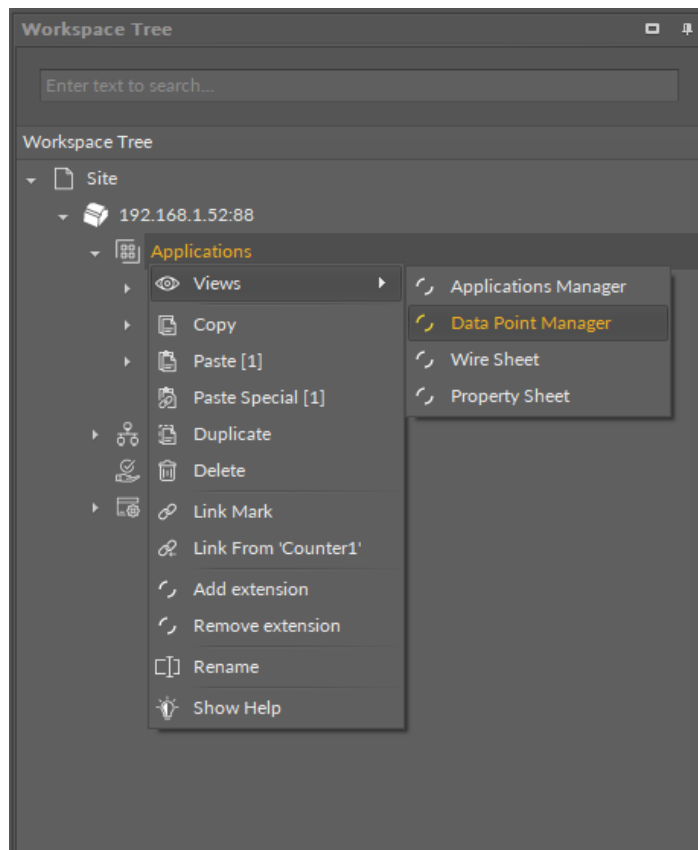 Workspace Tree
Enter text to search...
Workspace Tree
Site
192.168.1.52:88
Applications
Views
Copy
Paste [1]
Paste Special [1]
Duplicate
Delete
Link Mark
Link From 'Counter1'
Add extension
Remove extension
Rename
Show Help
Applications Manager
Data Point Manager
Wire Sheet
Property Sheet